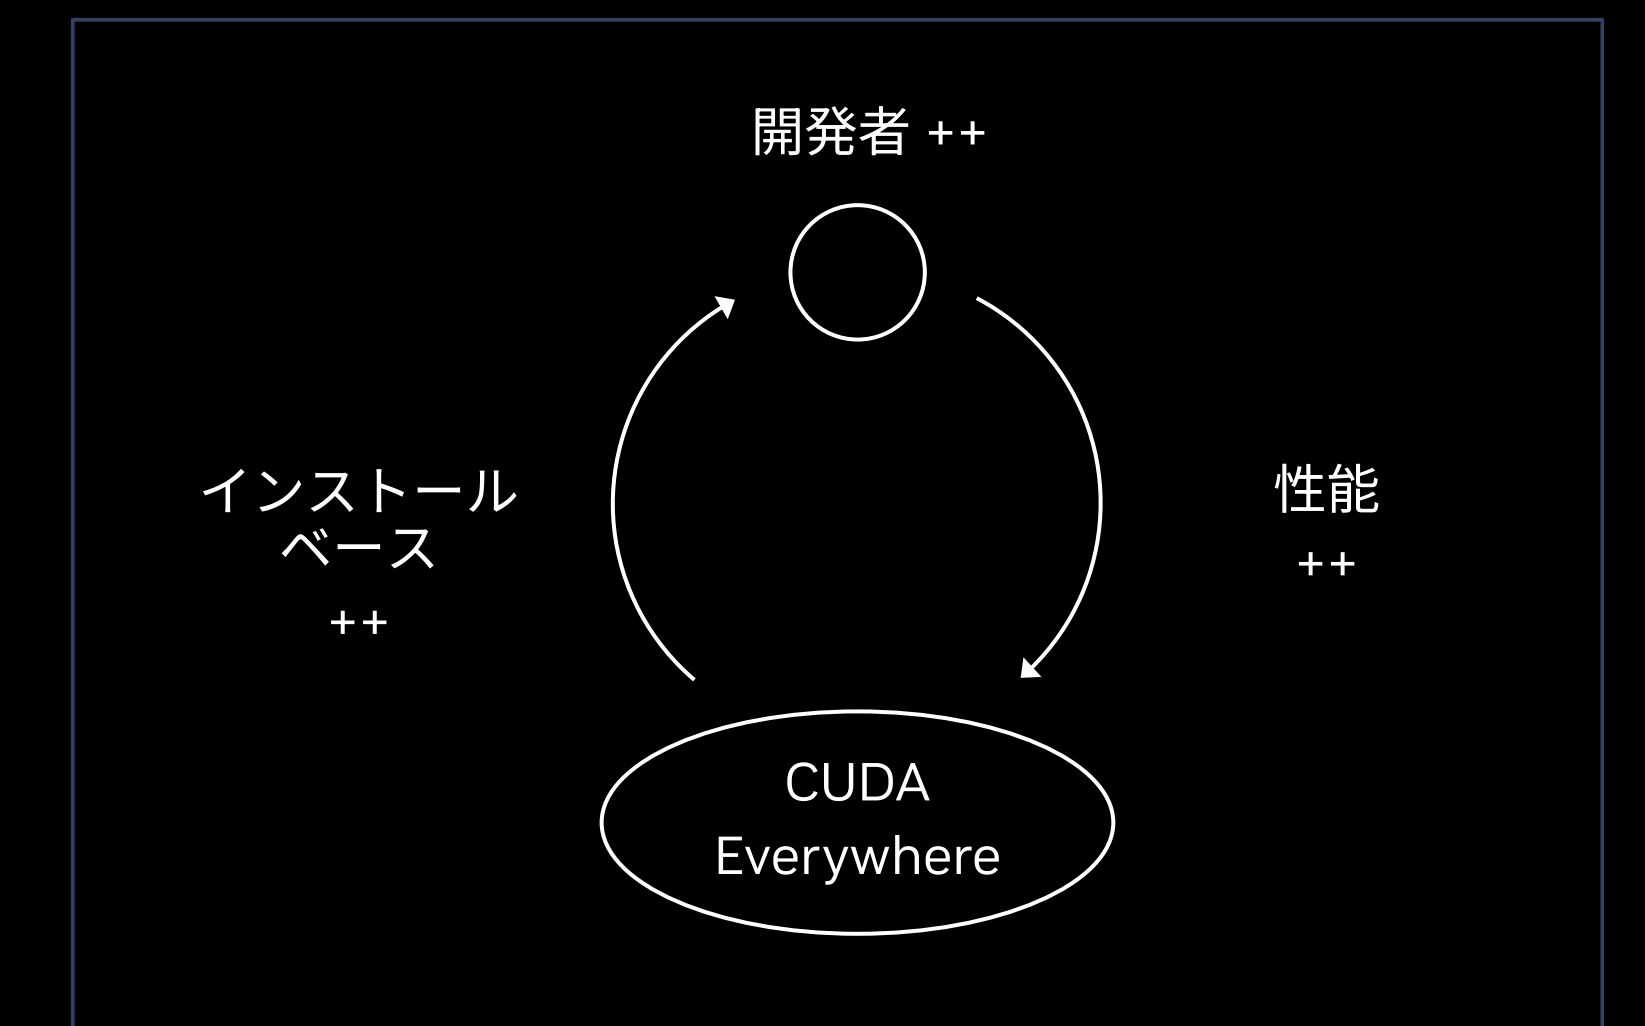 開発者 ++
インストール
ベース
++
性能
++
CUDA
Everywhere